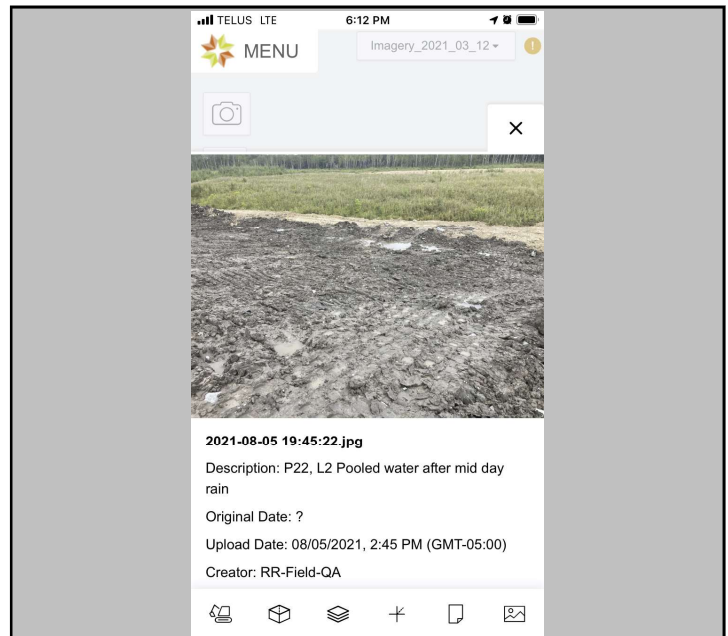 TELUS LTE 6:12 PM
MENU Imagery_2021_03_12
!
2021-08-05 19:45:22.jpg
Description: P22, L2 Pooled water after mid day
rain
Original Date: ?
Upload Date: 08/05/2021, 2:45 PM (GMT-05:00)
Creator: RR-Field-QA